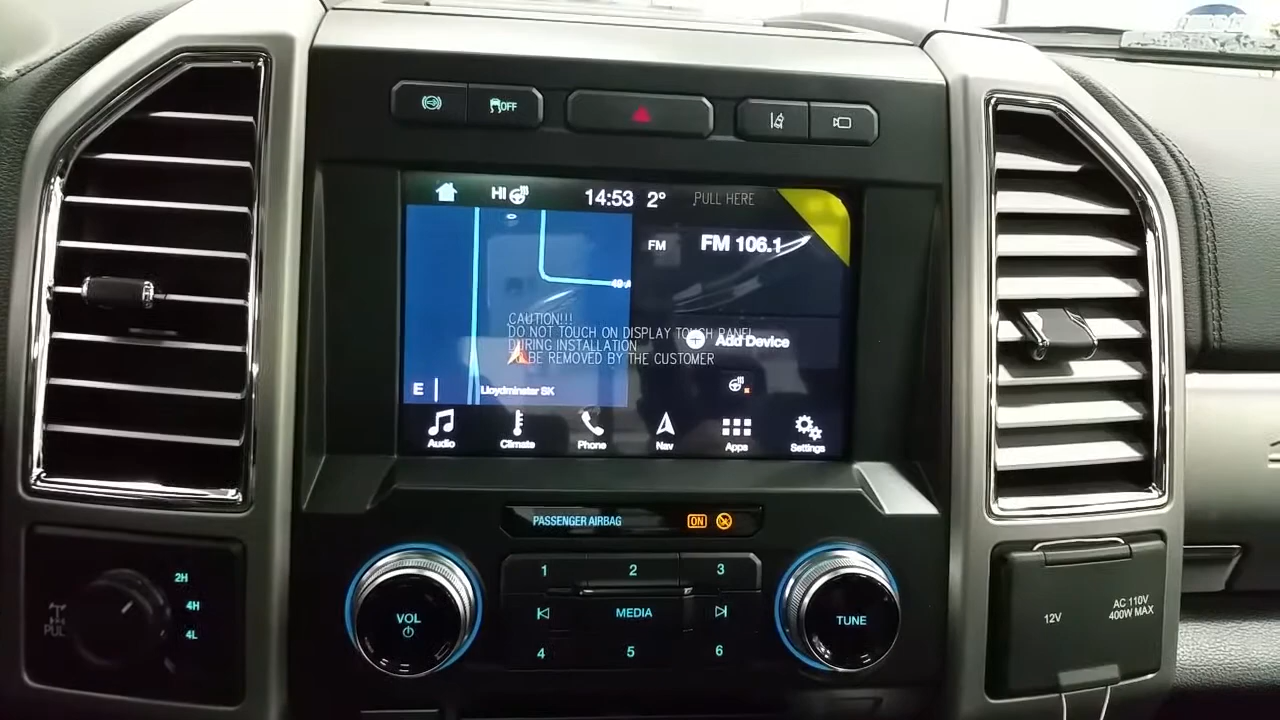 OFF
HI
14:53
2°
PULL HERE
FM
FM 106.1
CAUTION!!!
DO NOT TOUCH ON DISPLAY TOUCH PANEL
DURING INSTALLATION
BE REMOVED BY THE CUSTOMER
Add Device
E
Lloydminster SK
Audio
Climate
Phone
Nav
Apps
Settings
PASSENGER AIRBAG
ON
VOL
1
2
3
MEDIA
4
5
6
TUNE
2H
4H
4L
12V
AC 110V
400W MAX